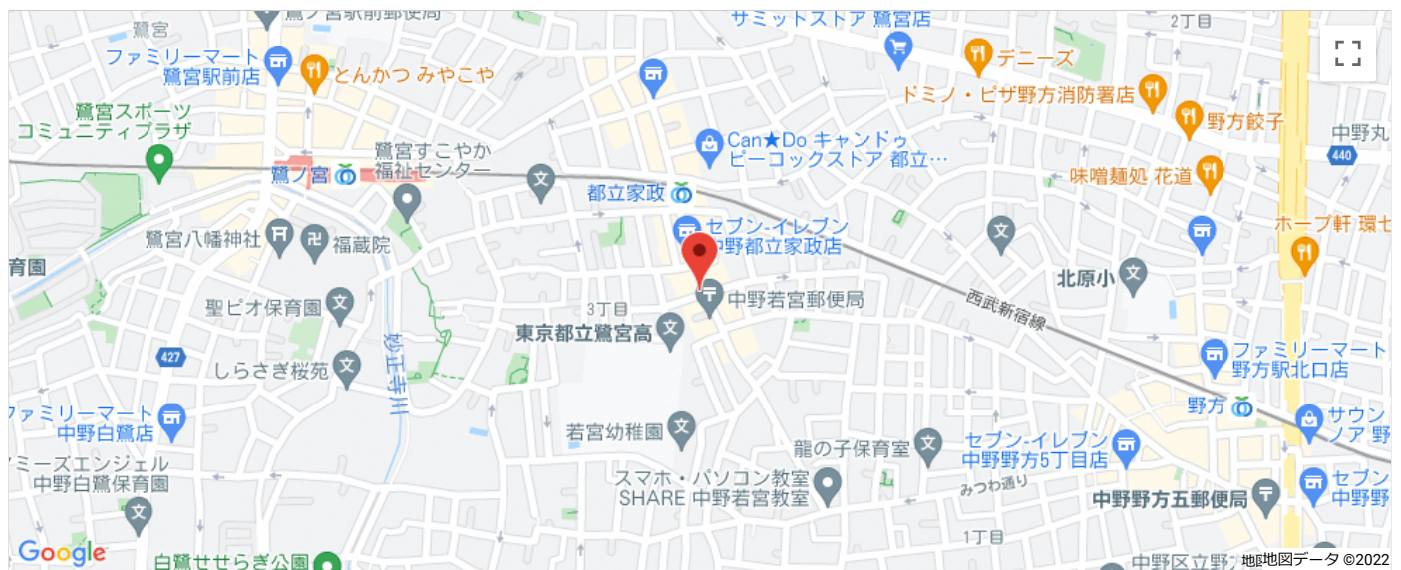 鷺ノ宮駅前郵便局
サミットストア 鷺宮店
2丁目
鷺宮
ファミリーマート
鷺宮駅前店
とんかつ みやこや
デニーズ
ドミノ・ピザ野方消防署店
野方餃子
鷺宮スポーツ
コミュニティプラザ
Can★Do キャンドゥ
ピーコックストア 都立…
中野丸
440
鷺宮すこやか
福祉センター
鷺ノ宮
都立家政
味噌麺処 花道
セブン-イレブン
中野都立家政店
ホープ軒 環七
鷺宮八幡神社
福蔵院
育園
北原小
聖ピオ保育園
3丁目
中野若宮郵便局
西武新宿線
東京都立鷺宮高
427
しらさぎ桜苑
妙正寺川
ファミリーマート
野方駅北口店
野方
ファミリーマート
中野白鷺店
サウン
ノア 野
若宮幼稚園
龍の子保育室
セブン-イレブン
中野野方5丁目店
ミーズエンジェル
中野白鷺保育園
スマホ・パソコン教室
SHARE 中野若宮教室
みつわ通り
中野野方五郵便局
セブン
中野野
1丁目
Google
白鷺せせらぎ公園
中野区立野方
地図データ ©2022